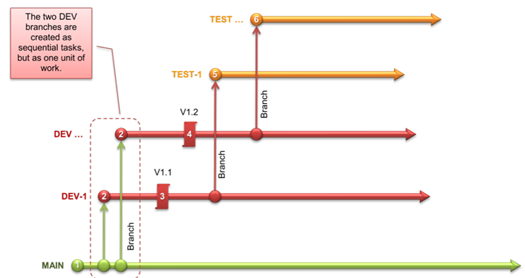 TEST ...
6
The two DEV
branches are
created as
sequential tasks,
but as one unit of
work.
TEST-1
5
Branch
V1.2
DEV ...
2
4
Branch
V1.1
DEV-1
2
3
Branch
MAIN
1